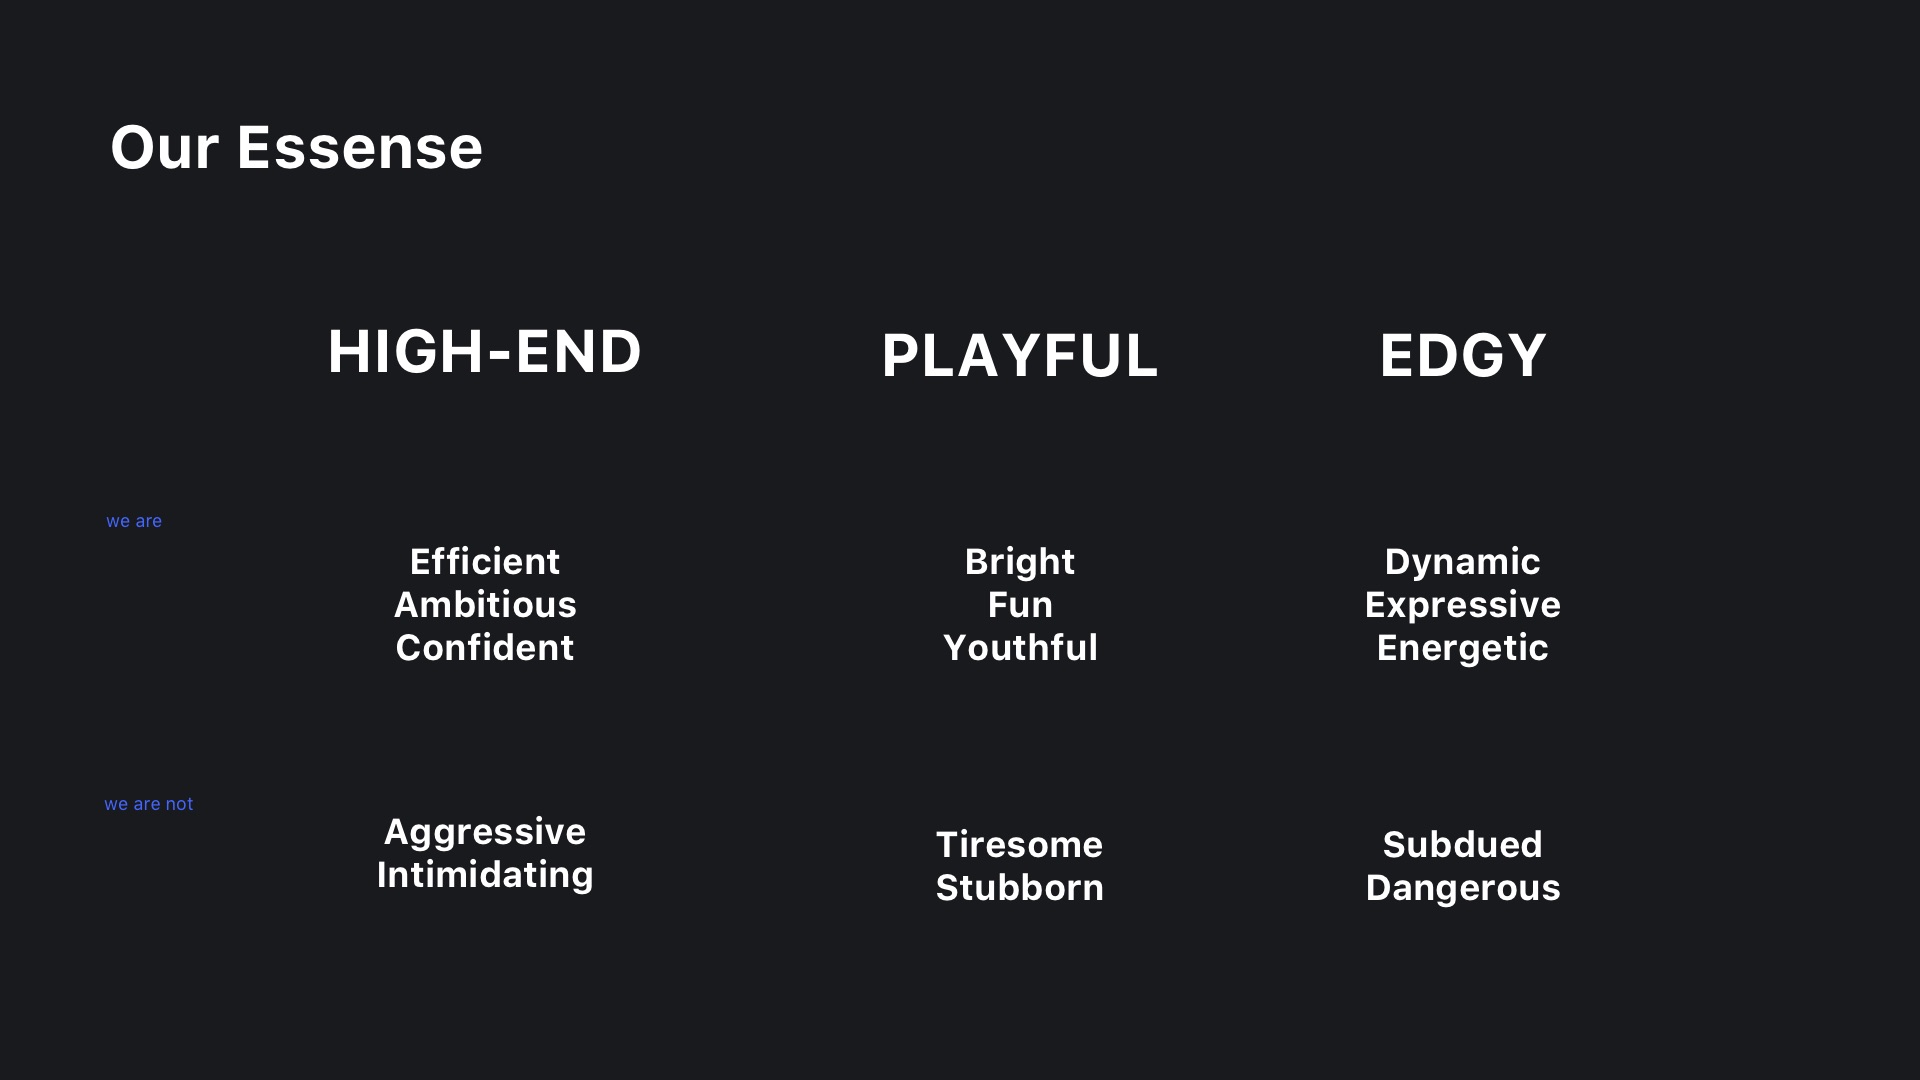 Our Essense
HIGH-END
PLAYFUL
EDGY
we are
Efficient
Ambitious
Confident
Bright
Fun
Youthful
Dynamic
Expressive
Energetic
we are not
Aggressive
Intimidating
Tiresome
Stubborn
Subdued
Dangerous